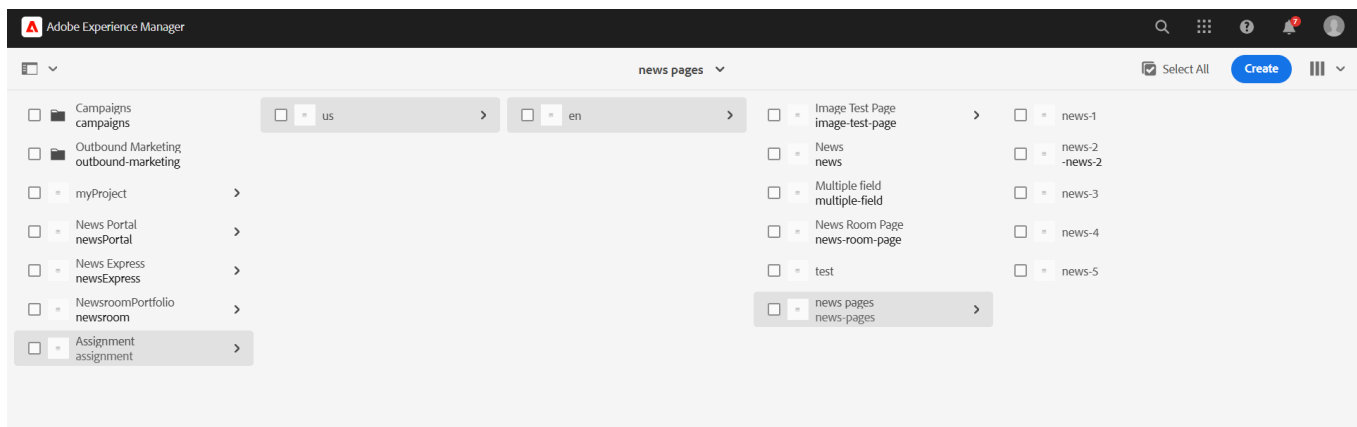 Adobe Experience Manager
7
news pages
Select All
Create
Campaigns
campaigns
Outbound Marketing
outbound-marketing
myProject
News Portal
newsPortal
News Express
newsExpress
NewsroomPortfolio
newsroom
Assignment
assignment
us
en
Image Test Page
image-test-page
News
news
Multiple field
multiple-field
News Room Page
news-room-page
test
news pages
news-pages
news-1
news-2
-news-2
news-3
news-4
news-5